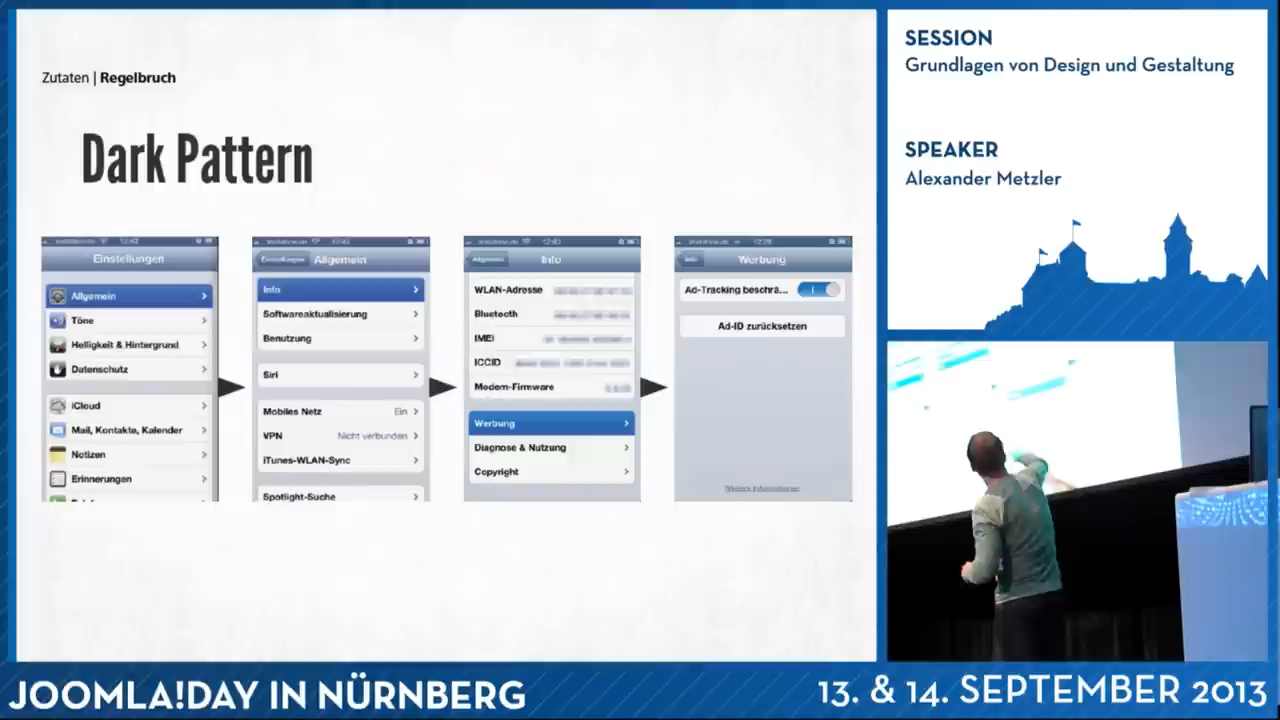 Zutaten | Regelbruch
Dark Pattern
Einstellungen
Allgemein
Töne
Helligkeit & Hintergrund
Datenschutz
iCloud
Mail, Kontakte, Kalender
Notizen
Erinnerungen
Einstellungen Allgemein
Info
Softwareaktualisierung
Benutzung
Siri
Mobiles Netz Ein
VPN Nicht verbunden
iTunes-WLAN-Sync
Spotlight-Suche
Allgemein Info
WLAN-Adresse
Bluetooth
IMEI
ICCID
Modem-Firmware
Werbung
Diagnose & Nutzung
Copyright
Info Werbung
Ad-Tracking beschrä...
Ad-ID zurücksetzen
Weitere Informationen
SESSION
Grundlagen von Design und Gestaltung
SPEAKER
Alexander Metzler
JOOMLA!DAY IN NÜRNBERG
13. & 14. SEPTEMBER 2013